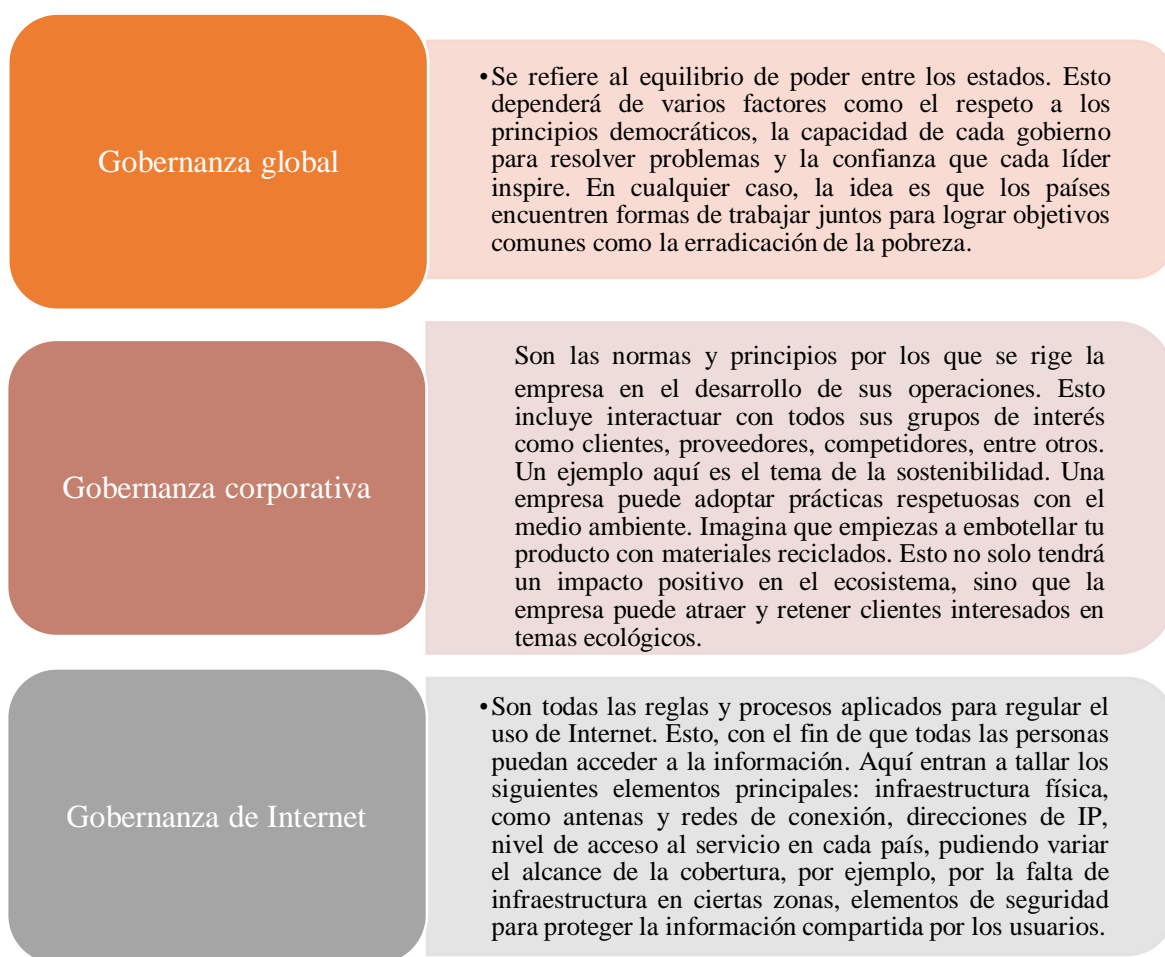 Gobernanza global
•Se refiere al equilibrio de poder entre los estados. Esto
dependerá de varios factores como el respeto a los
principios democráticos, la capacidad de cada gobierno
para resolver problemas y la confianza que cada líder
inspire. En cualquier caso, la idea es que los países
encuentren formas de trabajar juntos para lograr objetivos
comunes como la erradicación de la pobreza.
Gobernanza corporativa
Son las normas y principios por los que se rige la
empresa en el desarrollo de sus operaciones. Esto
incluye interactuar con todos sus grupos de interés
como clientes, proveedores, competidores, entre otros.
Un ejemplo aquí es el tema de la sostenibilidad. Una
empresa puede adoptar prácticas respetuosas con el
medio ambiente. Imagina que empiezas a embotellar tu
producto con materiales reciclados. Esto no solo tendrá
un impacto positivo en el ecosistema, sino que la
empresa puede atraer y retener clientes interesados en
temas ecológicos.
Gobernanza de Internet
•Son todas las reglas y procesos aplicados para regular el
uso de Internet. Esto, con el fin de que todas las personas
puedan acceder a la información. Aquí entran a tallar los
siguientes elementos principales: infraestructura física,
como antenas y redes de conexión, direcciones de IP,
nivel de acceso al servicio en cada país, pudiendo variar
el alcance de la cobertura, por ejemplo, por la falta de
infraestructura en ciertas zonas, elementos de seguridad
para proteger la información compartida por los usuarios.